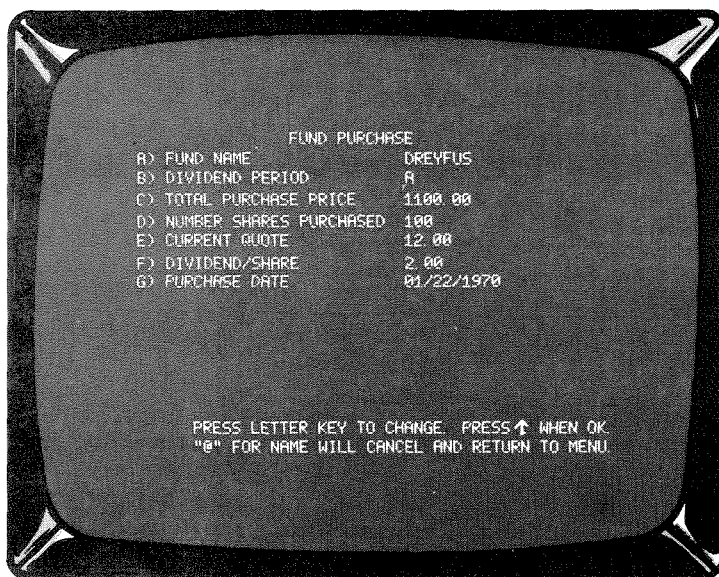 FUND PURCHASE
A) FUND NAME DREYFUS
B) DIVIDEND PERIOD A
C) TOTAL PURCHASE PRICE 1100.00
D) NUMBER SHARES PURCHASED 100
E) CURRENT QUOTE 12.00
F) DIVIDEND/SHARE 2.00
G) PURCHASE DATE 01/22/1970
PRESS LETTER KEY TO CHANGE. PRESS ↑ WHEN OK.
"@" FOR NAME WILL CANCEL AND RETURN TO MENU.